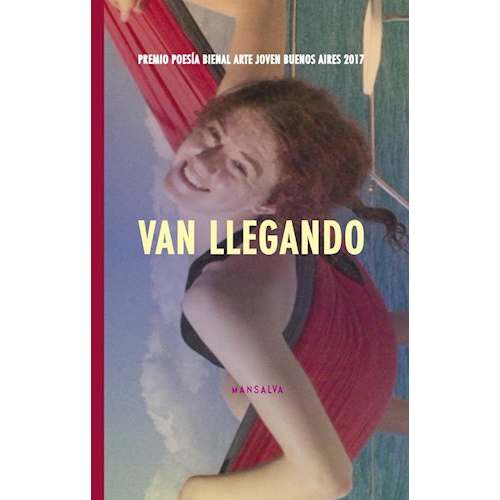 PREMIO POESÍA BIENAL ARTE JOVEN BUENOS AIRES 2017
VAN LLEGANDO
MANSALVA